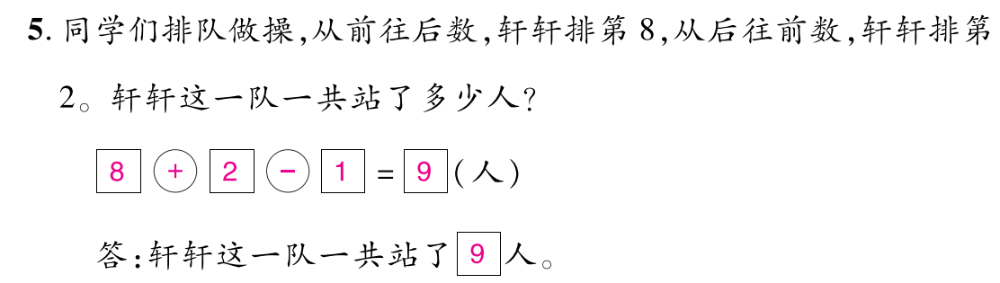 5. 同学们排队做操,从前往后数,轩轩排第 8,从后往前数,轩轩排第
2。轩轩这一队一共站了多少人?
8 + 2 - 1 = 9 (人)
答:轩轩这一队一共站了 9 人。